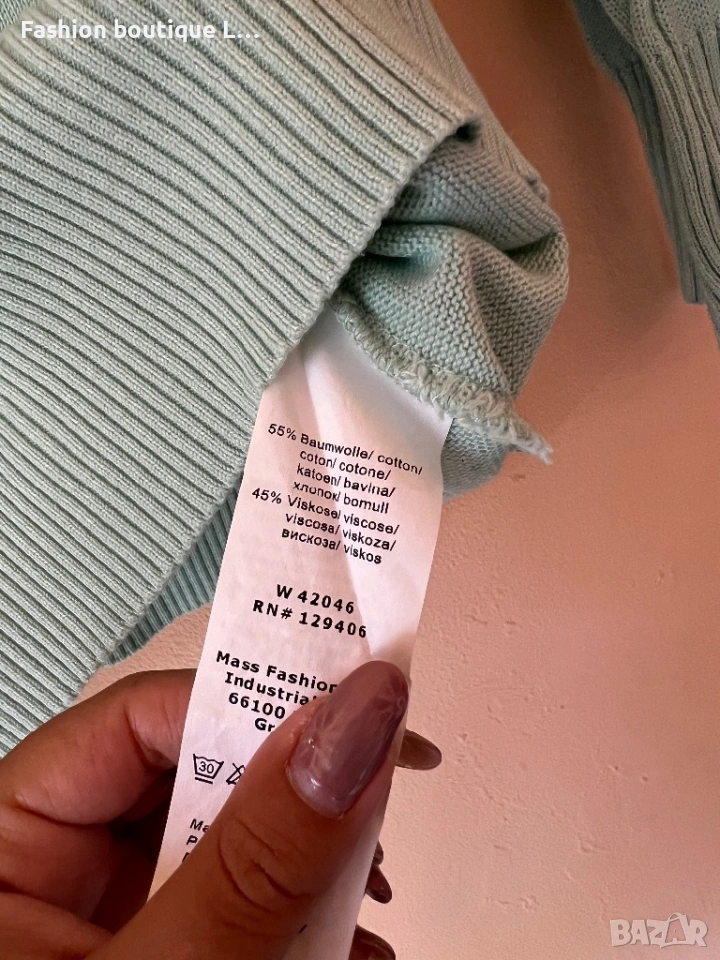 Fashion boutique L...
55% Baumwolle/ cotton/
coton/ cotone/
katoen/ bavlna/
хлопок/ bomull
45% Viskose/ viscose/
viscosa/ viskoza/
вискоза/ viskos
W 42046
RN# 129406
Mass Fashion
Industrial
66100
30
BAZAR